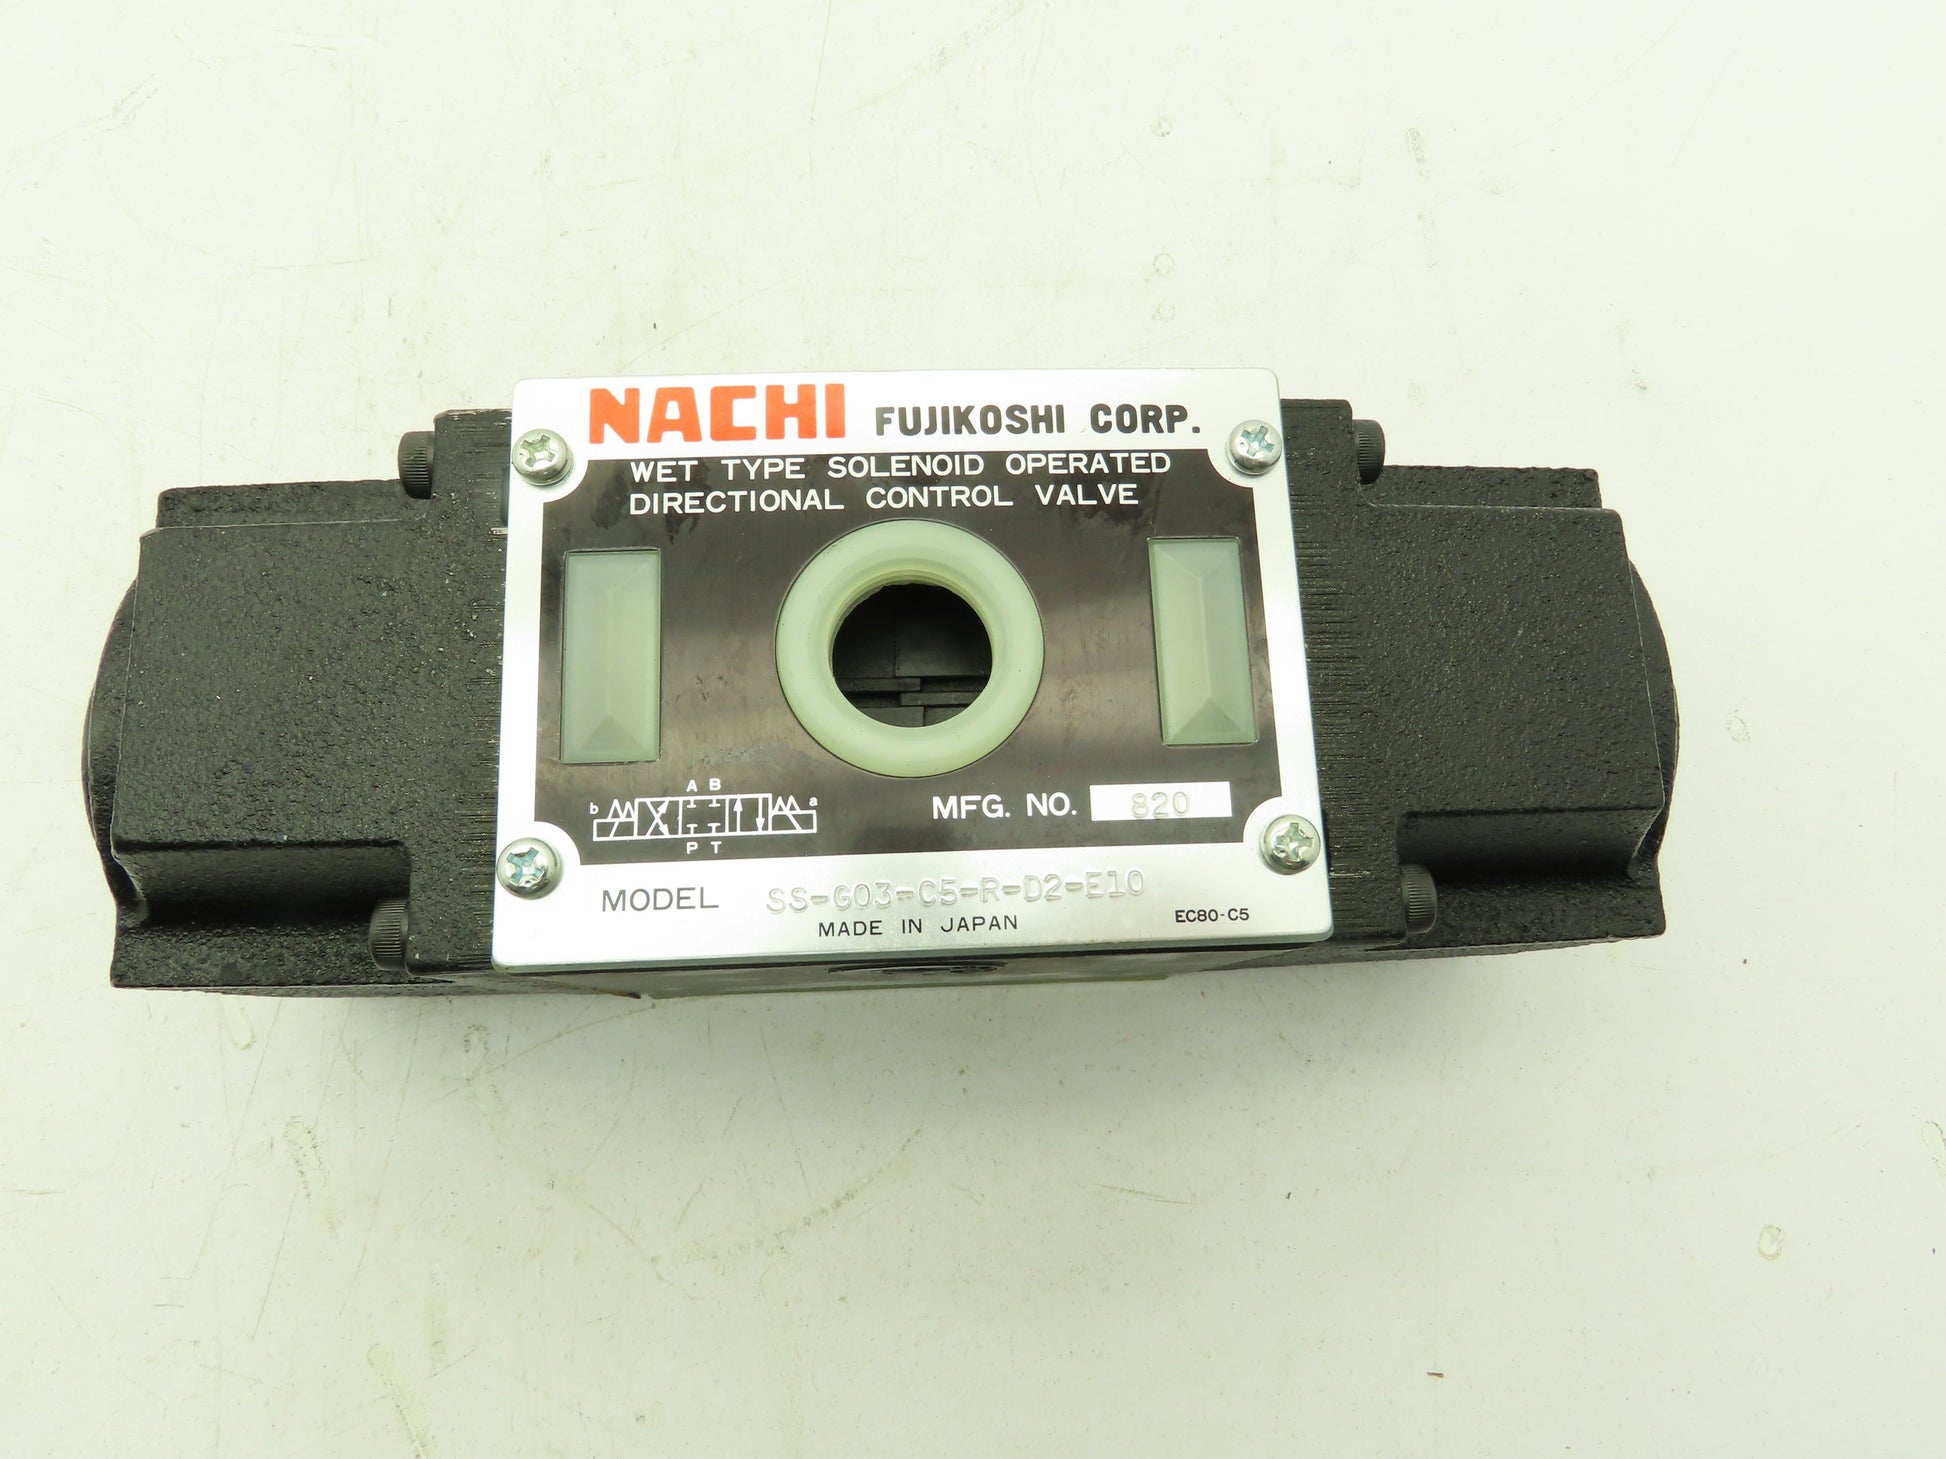 NACHI FUJIKOSHI CORP.
WET TYPE SOLENOID OPERATED
DIRECTIONAL CONTROL VALVE
A B
b a
P T
MFG. NO. 820
MODEL SS-G03-C5-R-D2-E10
MADE IN JAPAN EC80-C5